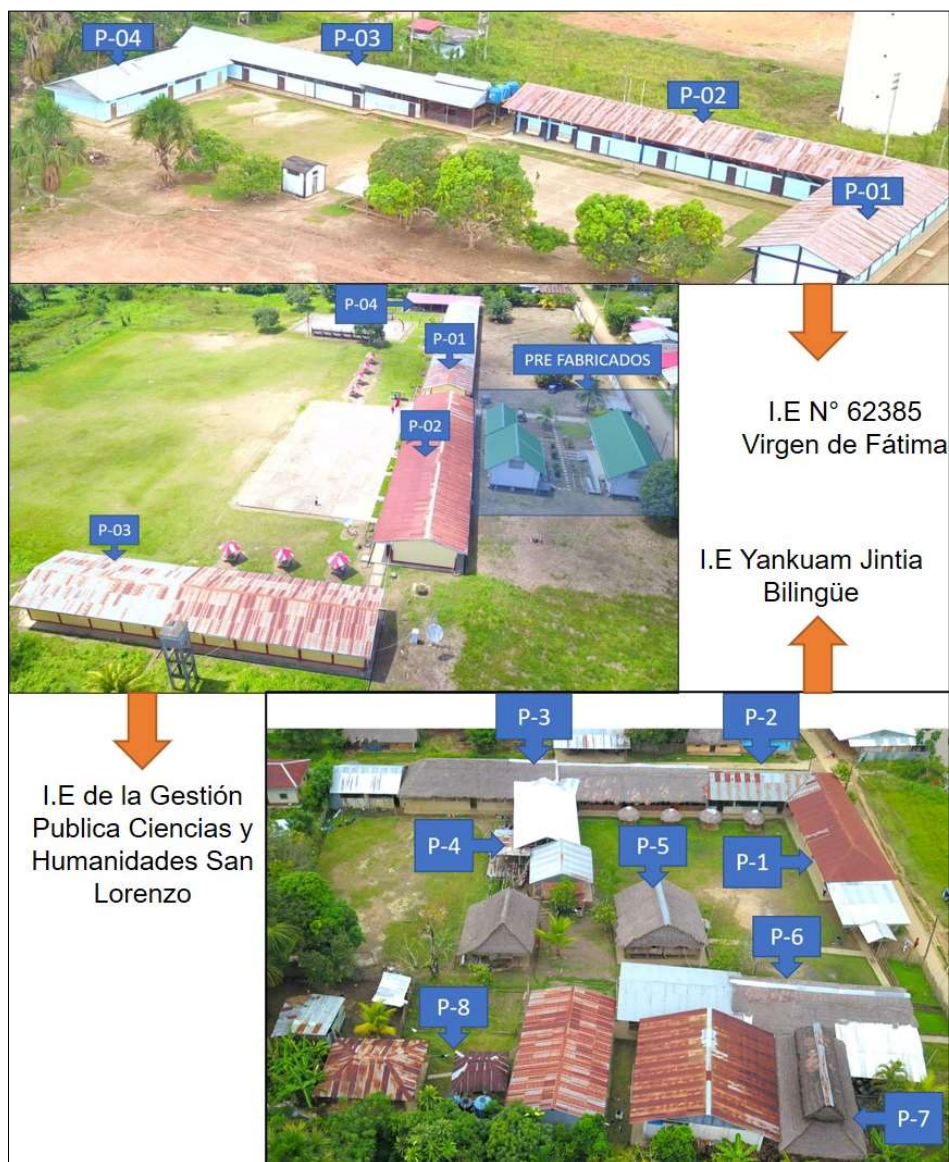 P-04
P-03
P-02
P-01
P-04
P-01
PRE FABRICADOS
P-02
P-03
I.E N° 62385
Virgen de Fátima
I.E Yankuam Jintia
Bilingüe
I.E de la Gestión
Publica Ciencias y
Humanidades San
Lorenzo
P-3
P-2
P-4
P-5
P-1
P-6
P-8
P-7